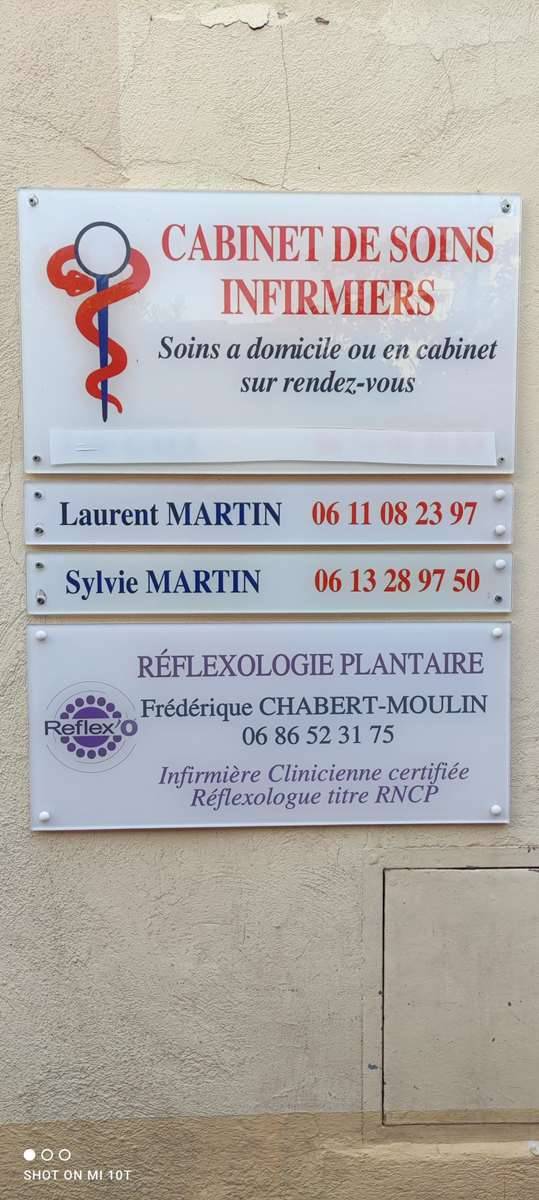 CABINET DE SOINS
INFIRMIERS
Soins a domicile ou en cabinet
sur rendez-vous
Laurent MARTIN 06 11 08 23 97
Sylvie MARTIN 06 13 28 97 50
RÉFLEXOLOGIE PLANTAIRE
Reflex'O
Frédérique CHABERT-MOULIN
06 86 52 31 75
Infirmière Clinicienne certifiée
Réflexologue titre RNCP
SHOT ON MI 10T